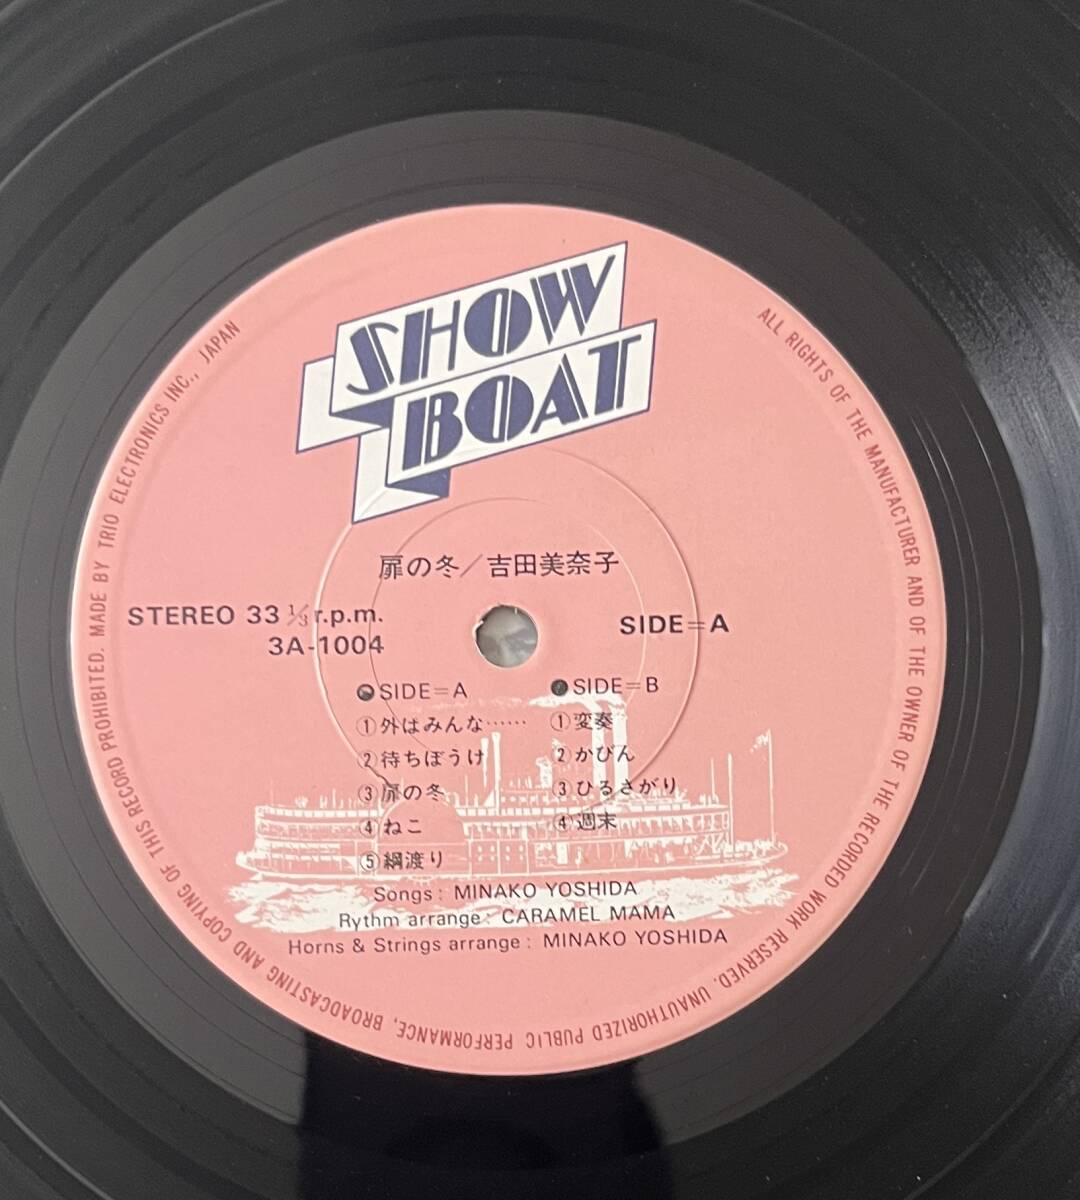 SHOW
BOAT
扉の冬／吉田美奈子
STEREO 33 1/3 r.p.m.
3A-1004
SIDE=A
●SIDE=A
①外はみんな……
②待ちぼうけ
③扉の冬
④ねこ
⑤綱渡り
●SIDE=B
①変奏
②かびん
③ひるさがり
④週末
Songs: MINAKO YOSHIDA
Rythm arrange: CARAMEL MAMA
Horns & Strings arrange: MINAKO YOSHIDA
ALL RIGHTS OF THE MANUFACTURER AND OF THE OWNER OF THE RECORDED WORK RESERVED. UNAUTHORIZED PUBLIC PERFORMANCE, BROADCASTING AND COPYING OF THIS RECORD PROHIBITED. MADE BY TRIO ELECTRONICS INC., JAPAN